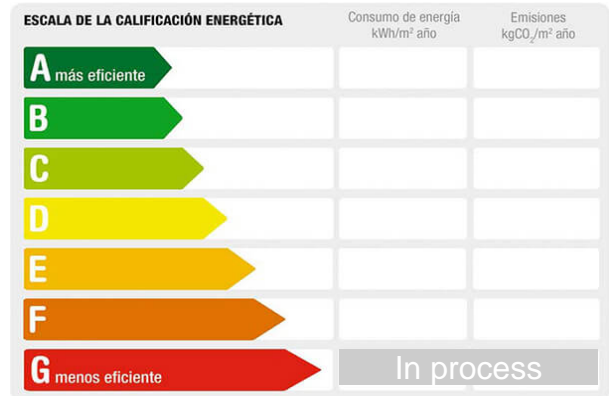 ESCALA DE LA CALIFICACIÓN ENERGÉTICA
Consumo de energía
kWh/m² año
Emisiones
kgCO₂/m² año
A más eficiente
B
C
D
E
F
G menos eficiente
In process